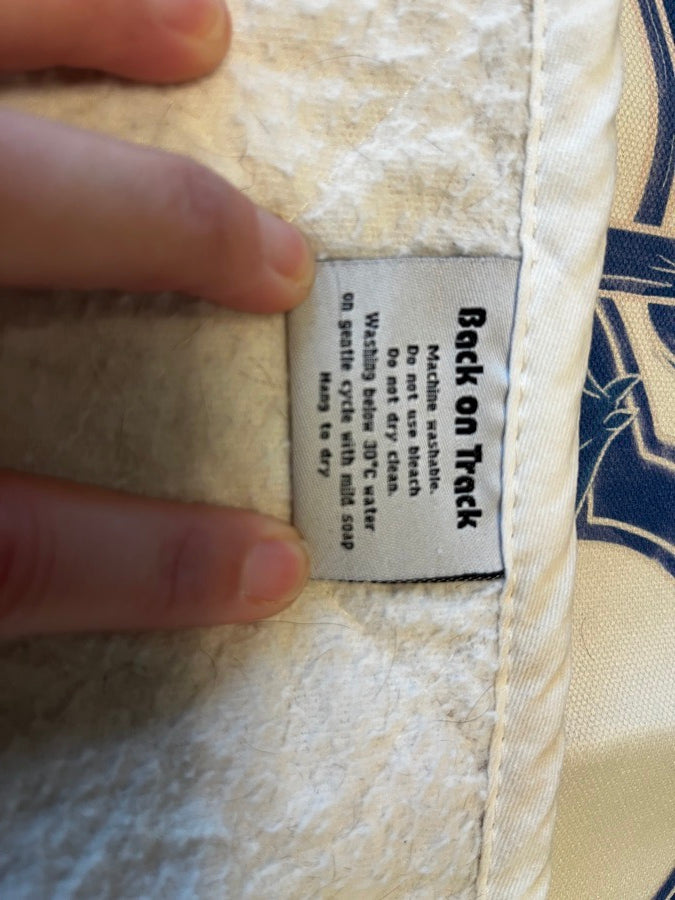 Back on Track
Machine washable.
Do not use bleach
Do not dry clean.
Washing below 30°C water
on gentle cycle with mild soap
Hang to dry